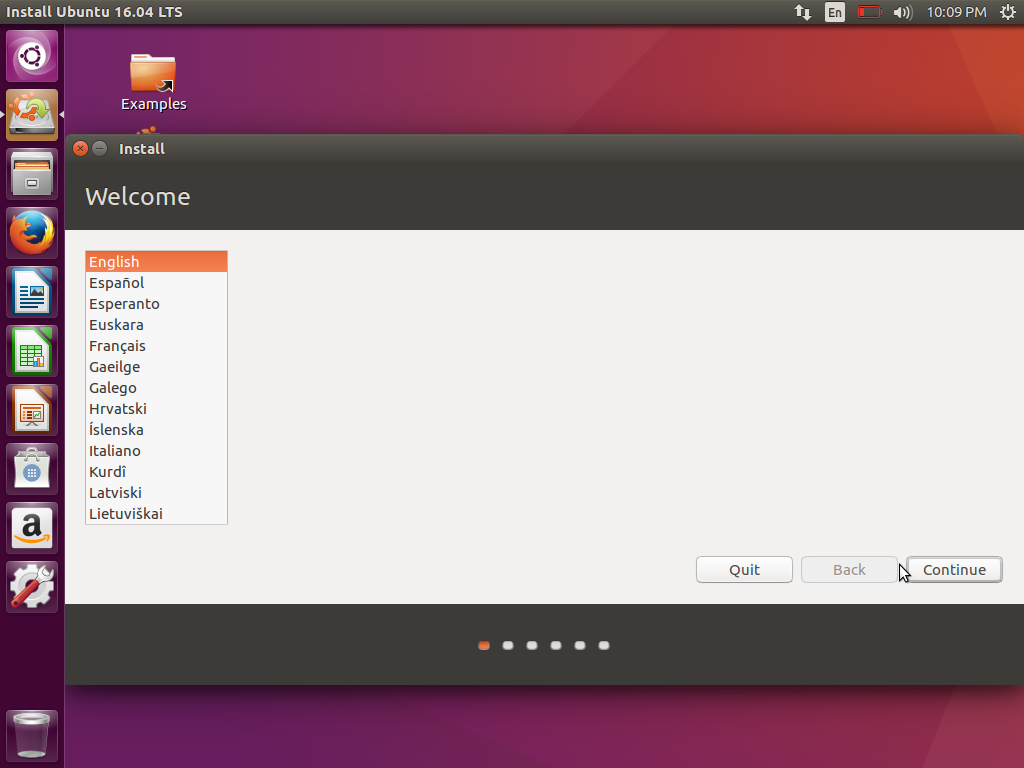 Install Ubuntu 16.04 LTS
En
10:09 PM
Examples
Install
Welcome
English
Español
Esperanto
Euskara
Français
Gaeilge
Galego
Hrvatski
Íslenska
Italiano
Kurdî
Latviski
Lietuviškai
Quit
Back
Continue
a